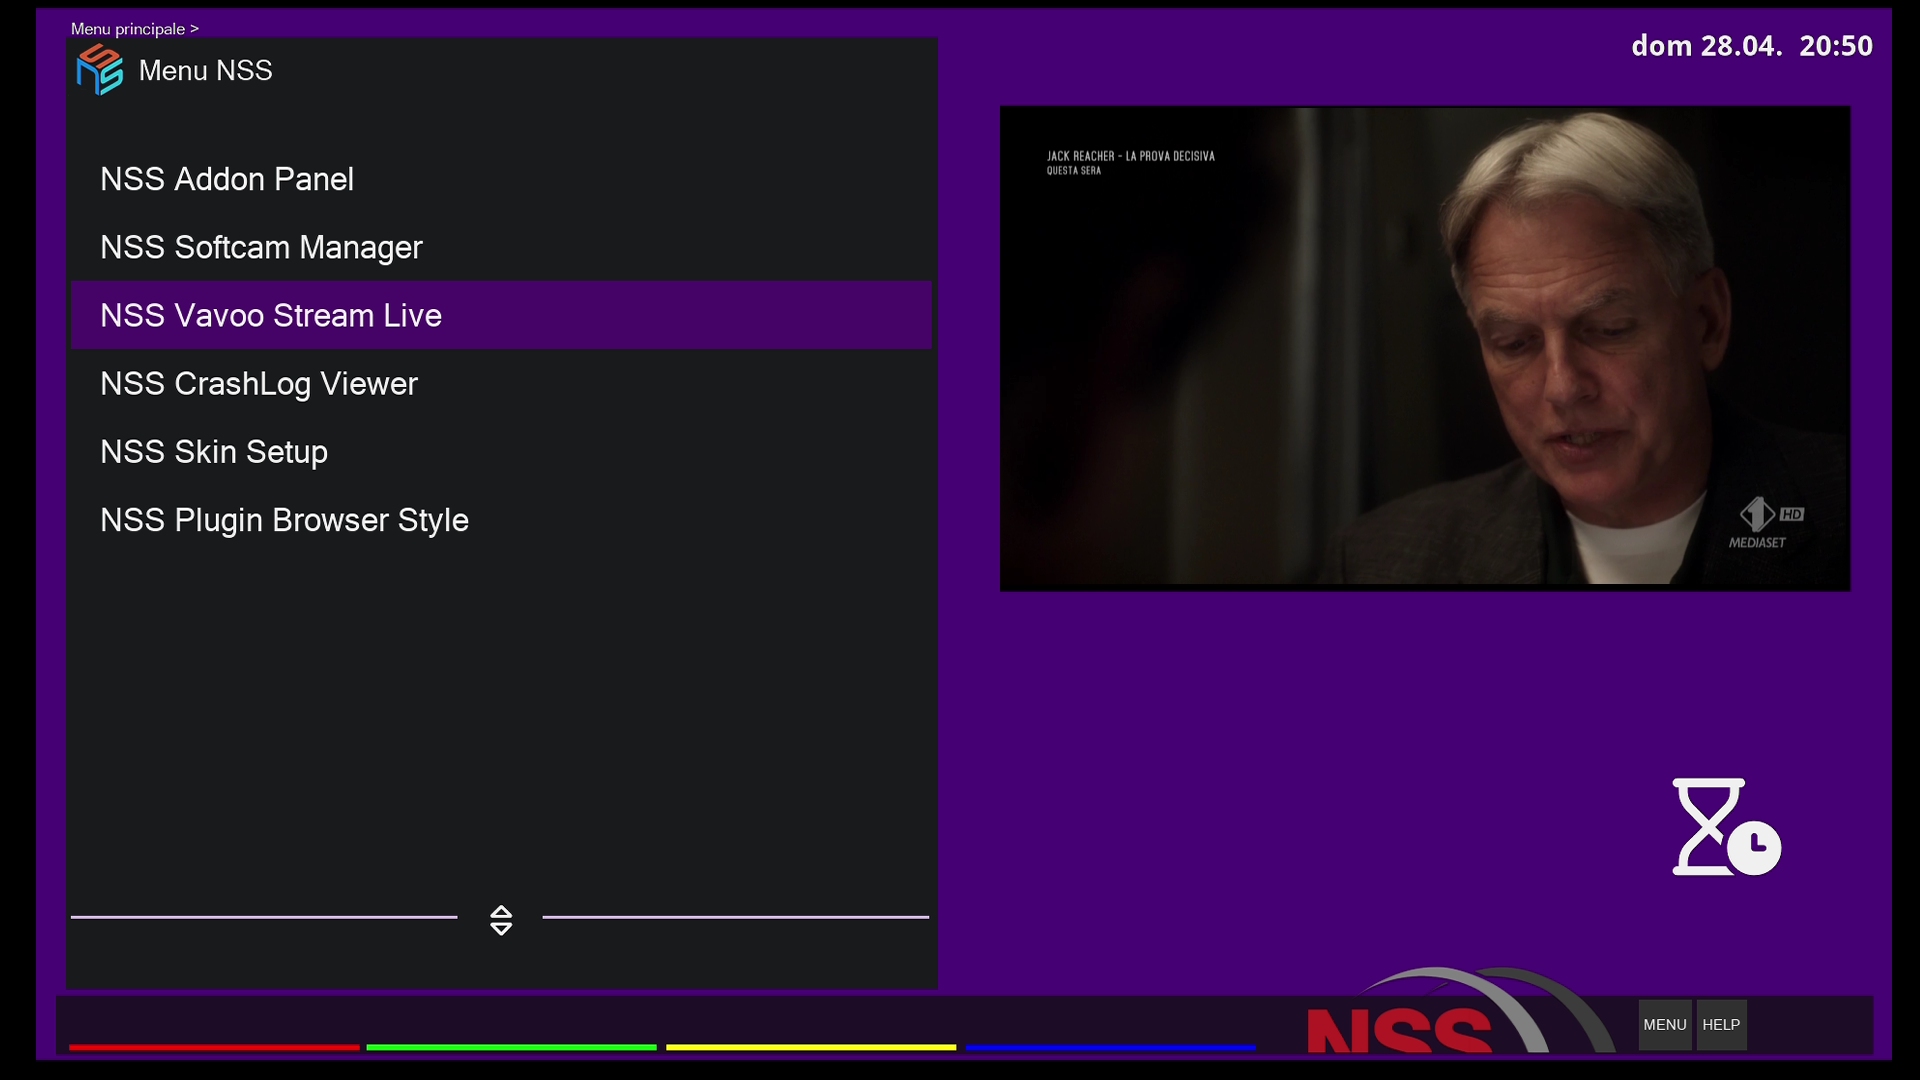 Menu principale >
Menu NSS
dom 28.04. 20:50
NSS Addon Panel
NSS Softcam Manager
NSS Vavoo Stream Live
NSS CrashLog Viewer
NSS Skin Setup
NSS Plugin Browser Style
JACK REACHER - LA PROVA DECISIVA
QUESTA SERA
1 HD
MEDIASET
NSS
MENU HELP